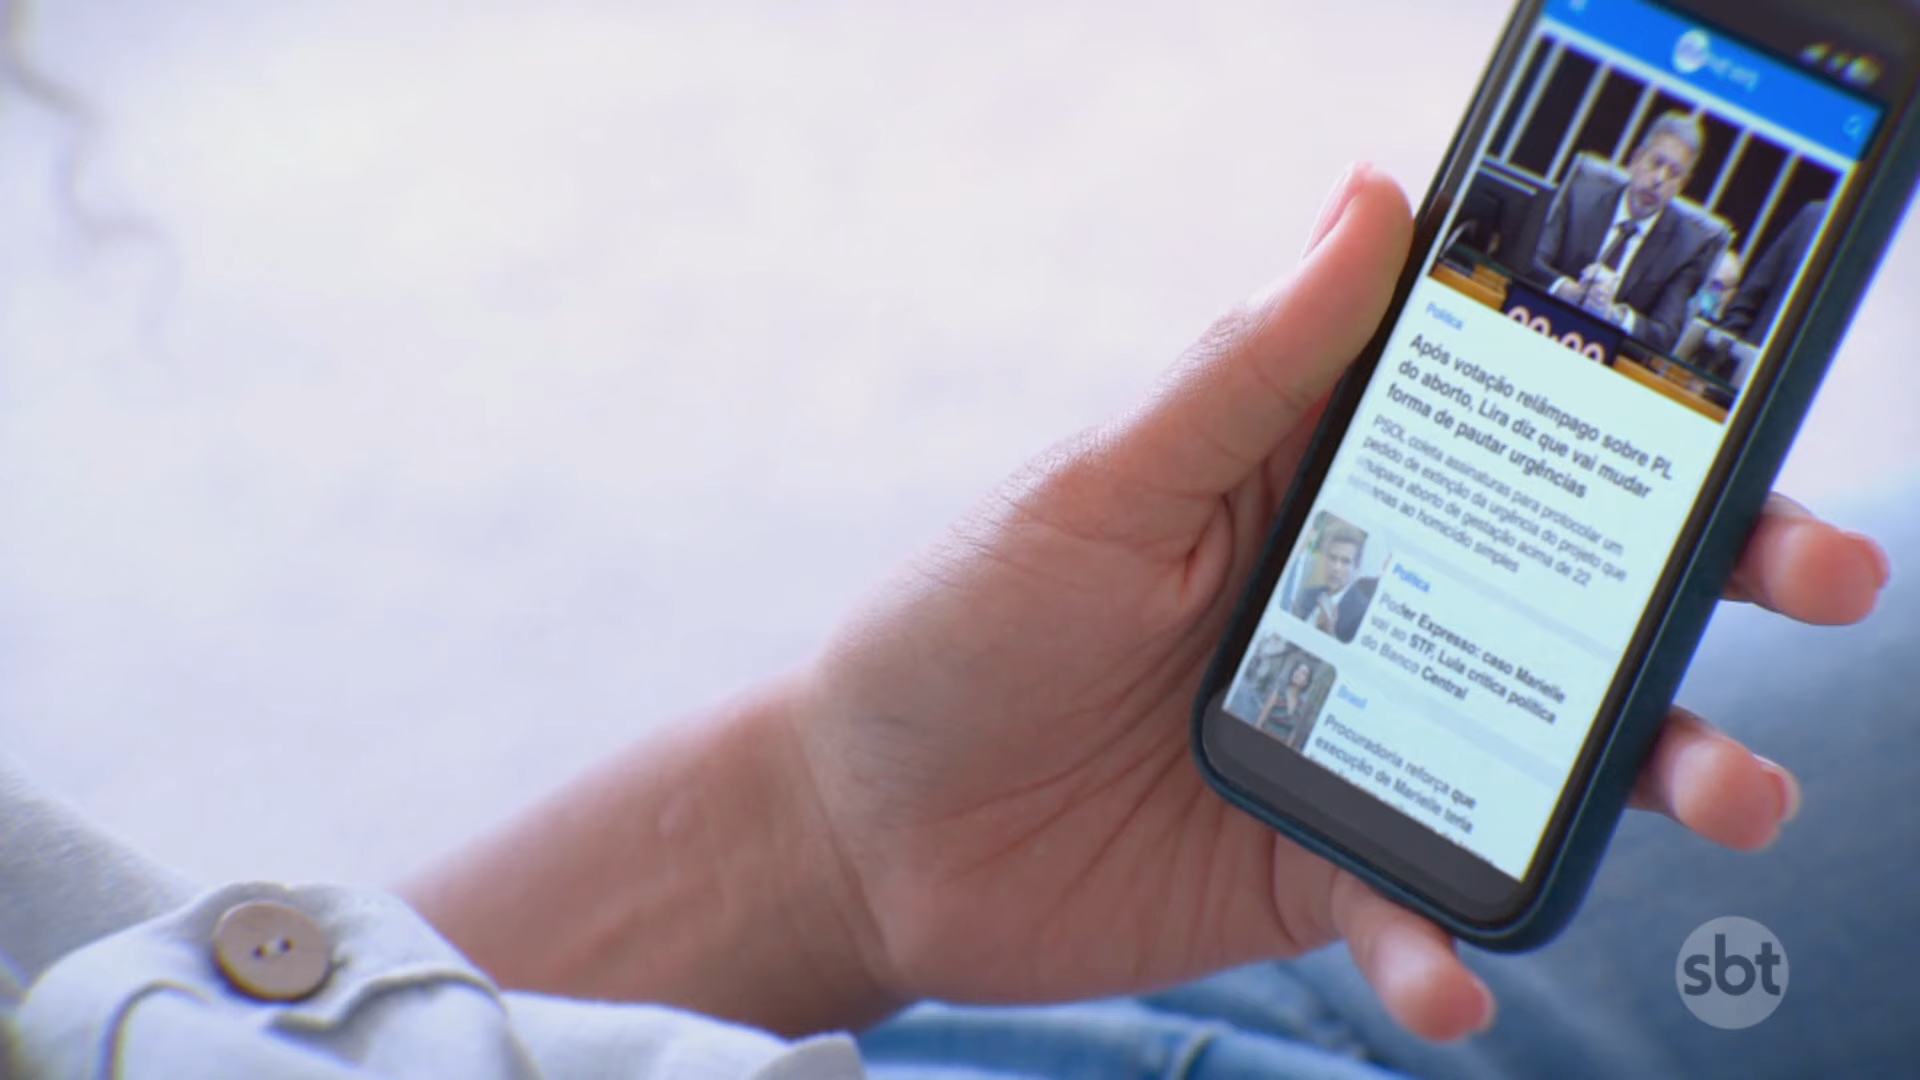 news
00:00
Política
Após votação relâmpago sobre PL
do aborto, Lira diz que vai mudar
forma de pautar urgências
PSOL coleta assinaturas para protocolar um
pedido de extinção da urgência do projeto que
equipara aborto de gestação acima de 22
semanas ao homicídio simples
Política
Poder Expresso: caso Marielle
vai ao STF, Lula critica política
do Banco Central
Brasil
Procuradoria reforça que
execução de Marielle teria
sbt